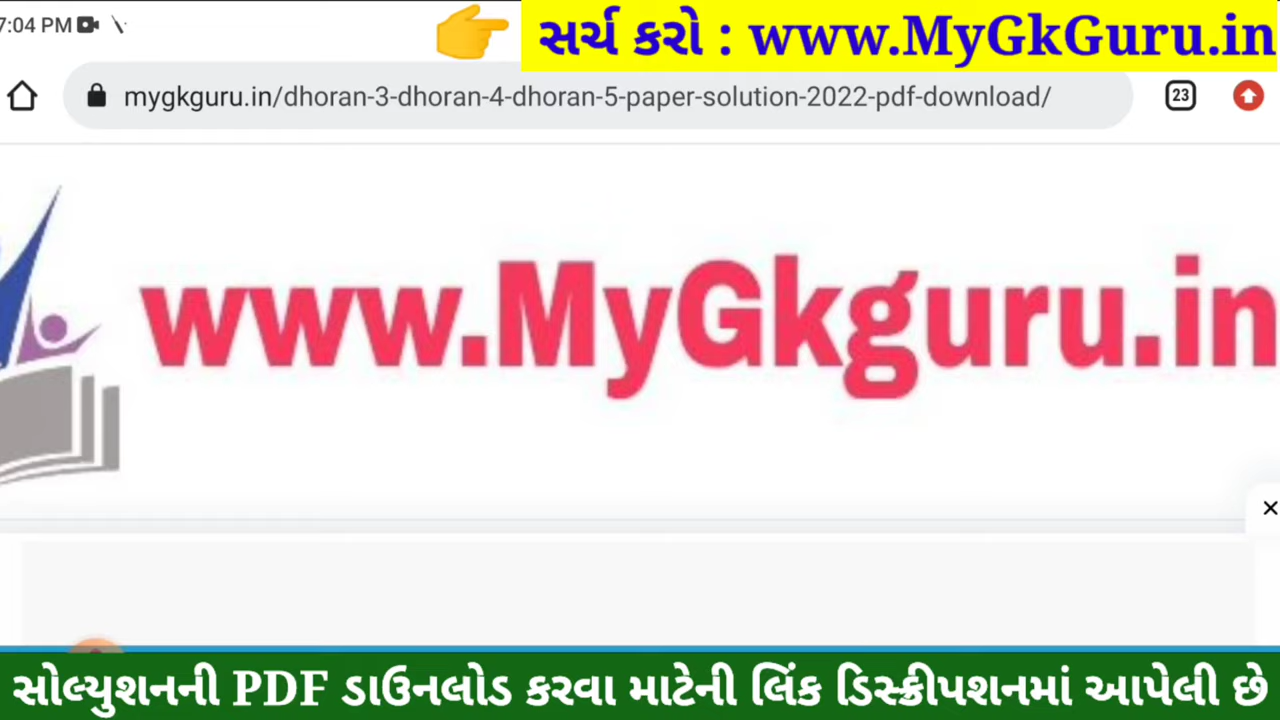 7:04 PM
👉 સર્ચ કરો : www.MyGkGuru.in
mygkguru.in/dhoran-3-dhoran-4-dhoran-5-paper-solution-2022-pdf-download/
23
www.MyGkguru.in
સોલ્યુશનની PDF ડાઉનલોડ કરવા માટેની લિંક ડિસ્ક્રીપશનમાં આપેલી છે